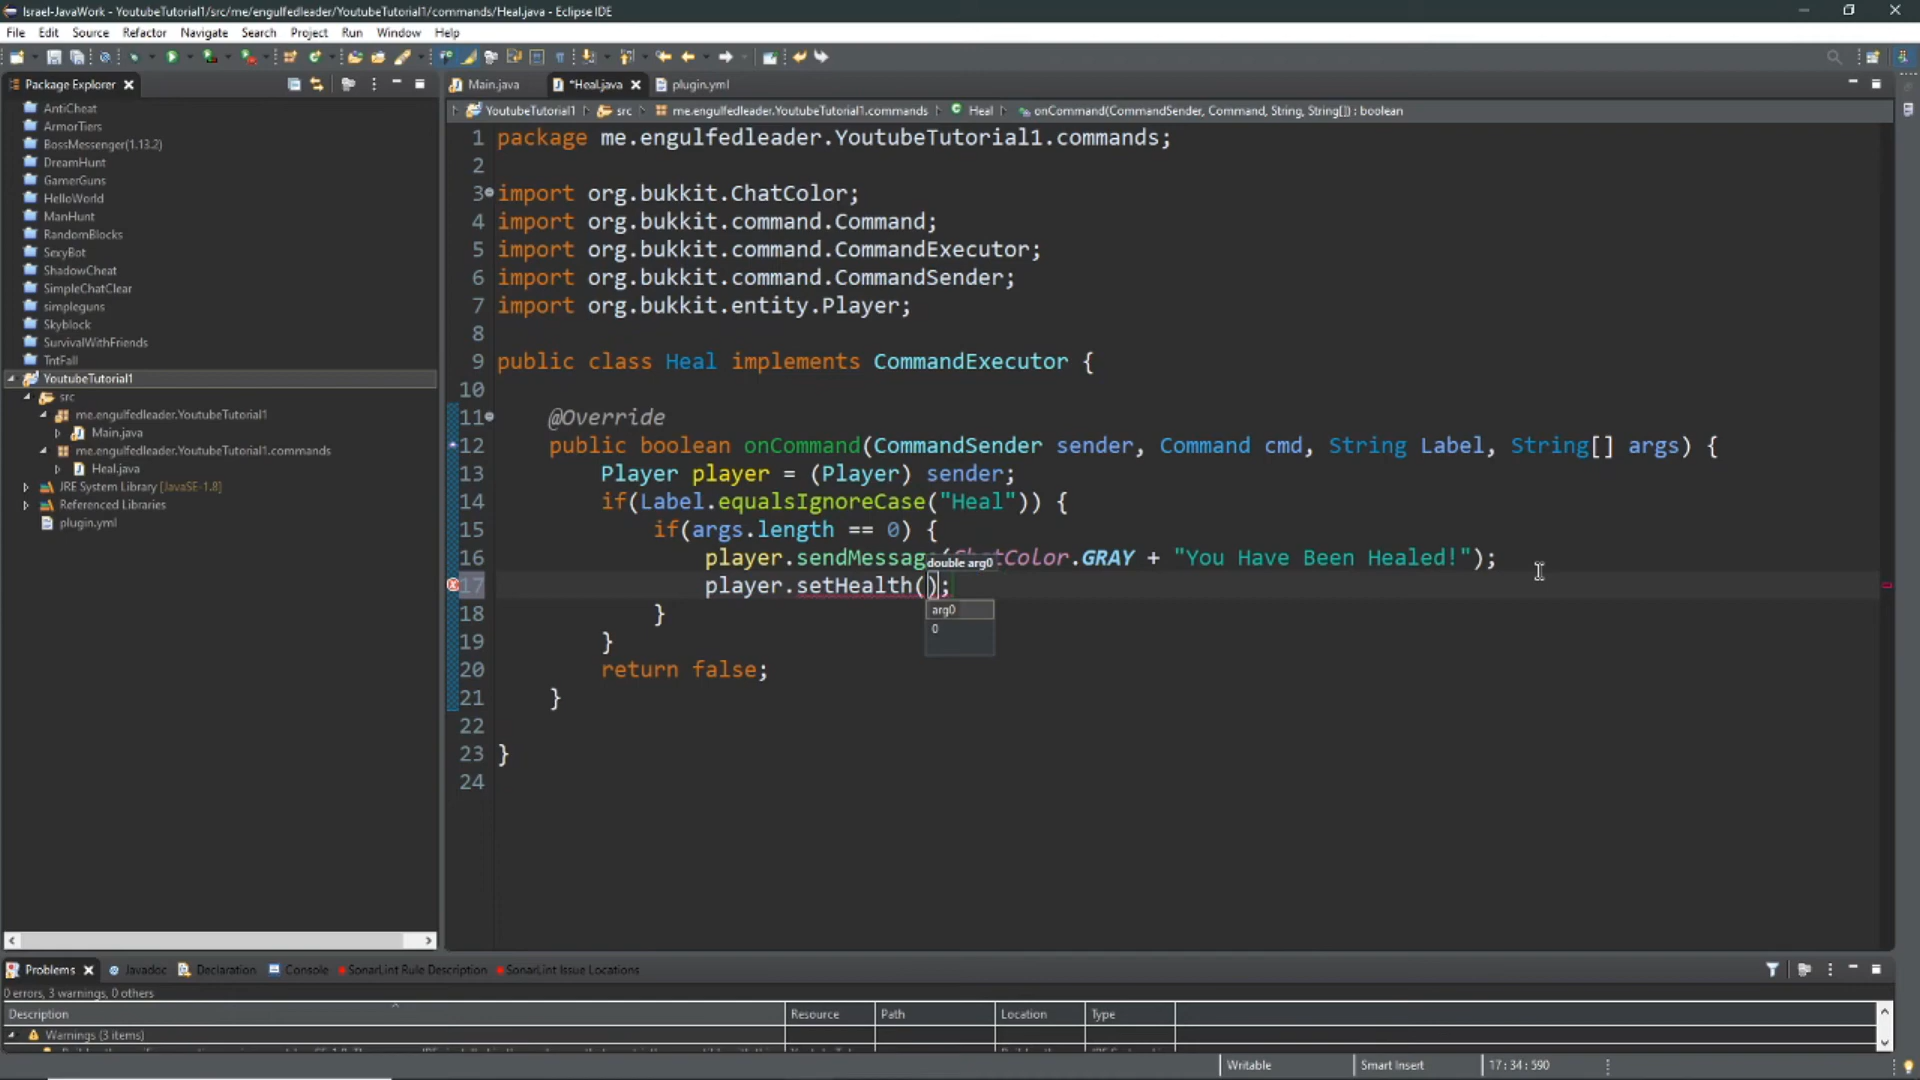 Israel-JavaWork - YoutubeTutorial1/src/me/engulfedleader/YoutubeTutorial1/commands/Heal.java - Eclipse IDE
File Edit Source Refactor Navigate Search Project Run Window Help
Package Explorer
Main.java *Heal.java plugin.yml
YoutubeTutorial1 src me.engulfedleader.YoutubeTutorial1.commands Heal onCommand(CommandSender, Command, String, String[]) : boolean
AntiCheat
ArmorTiers
BossMessenger(1.13.2)
DreamHunt
GamerGuns
HelloWorld
ManHunt
RandomBlocks
SexyBot
ShadowCheat
SimpleChatClear
simpleguns
Skyblock
SurvivalWithFriends
TntFall
YoutubeTutorial1
src
me.engulfedleader.YoutubeTutorial1
Main.java
me.engulfedleader.YoutubeTutorial1.commands
Heal.java
JRE System Library [JavaSE-1.8]
Referenced Libraries
plugin.yml
1 package me.engulfedleader.YoutubeTutorial1.commands;
2
3 import org.bukkit.ChatColor;
4 import org.bukkit.command.Command;
5 import org.bukkit.command.CommandExecutor;
6 import org.bukkit.command.CommandSender;
7 import org.bukkit.entity.Player;
8
9 public class Heal implements CommandExecutor {
10
11 @Override
12 public boolean onCommand(CommandSender sender, Command cmd, String Label, String[] args) {
13 Player player = (Player) sender;
14 if(Label.equalsIgnoreCase("Heal")) {
15 if(args.length == 0) {
16 player.sendMessage(ChatColor.GRAY + "You Have Been Healed!");
double arg0
17 player.setHealth();
arg0
0
18 }
19 }
20 return false;
21 }
22
23 }
24
Problems Javadoc Declaration Console SonarLint Rule Description SonarLint Issue Locations
0 errors, 3 warnings, 0 others
Description Resource Path Location Type
Warnings (3 items)
Writable Smart Insert 17:34:590